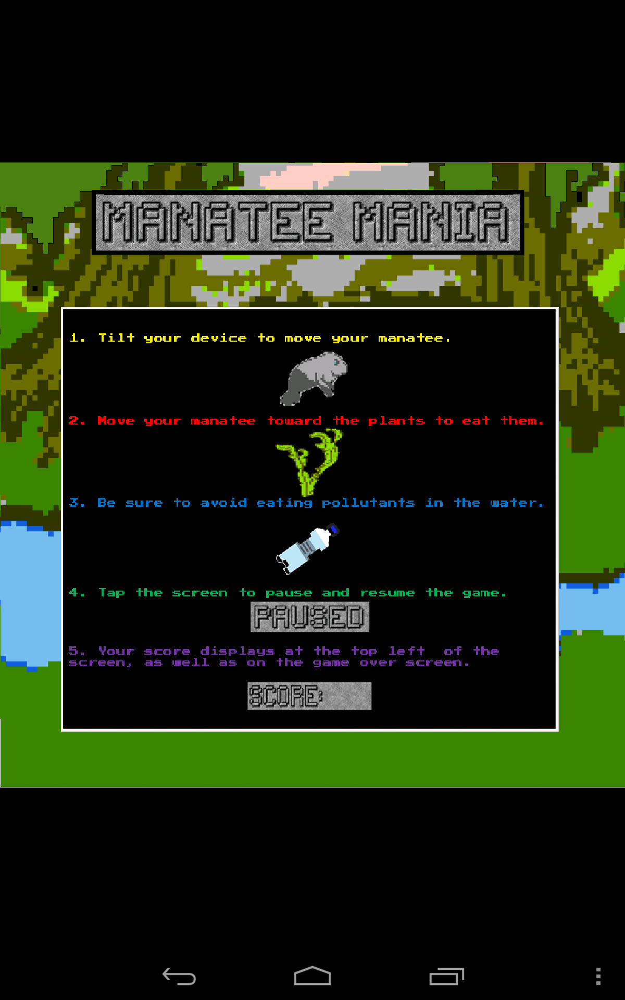 MANATEE MANIA
1. Tilt your device to move your manatee.
2. Move your manatee toward the plants to eat them.
3. Be sure to avoid eating pollutants in the water.
4. Tap the screen to pause and resume the game.
PAUSED
5. Your score displays at the top left  of the
screen, as well as on the game over screen.
SCORE: